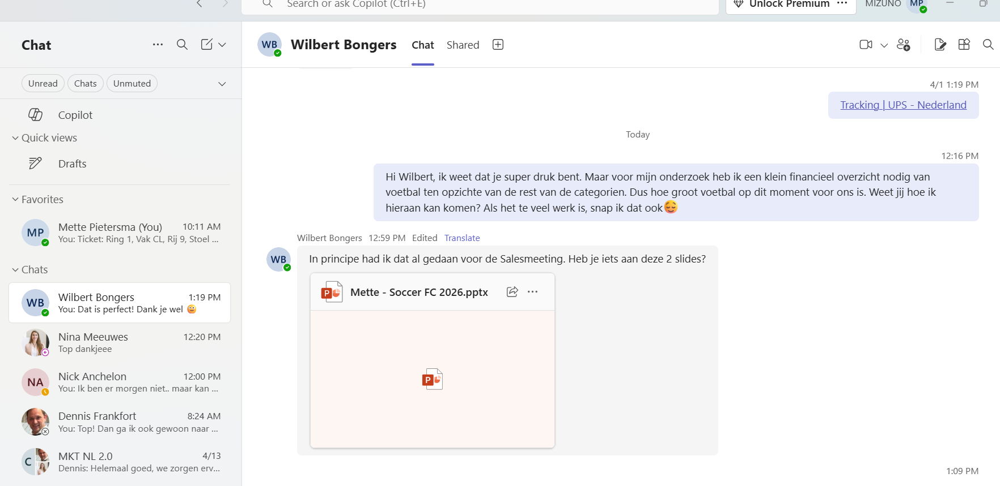 Search or ask Copilot (Ctrl+E)
Unlock Premium ...
MIZUNO
MP
Chat
Unread
Chats
Unmuted
Copilot
Quick views
Drafts
Favorites
MP
Mette Pietersma (You) 10:11 AM
You: Ticket: Ring 1, Vak CL, Rij 9, Stoel ...
Chats
WB
Wilbert Bongers 1:19 PM
You: Dat is perfect! Dank je wel
Nina Meeuwes 12:20 PM
Top dankjeee
NA
Nick Anchelon 12:00 PM
You: Ik ben er morgen niet.. maar kan ...
Dennis Frankfort 8:24 AM
You: Top! Dan ga ik ook gewoon naar ...
C
MKT NL 2.0 4/13
Dennis: Helemaal goed, we zorgen erv...
WB
Wilbert Bongers
Chat
Shared
4/1 1:19 PM
Tracking | UPS - Nederland
Today
12:16 PM
Hi Wilbert, ik weet dat je super druk bent. Maar voor mijn onderzoek heb ik een klein financieel overzicht nodig van
voetbal ten opzichte van de rest van de categorien. Dus hoe groot voetbal op dit moment voor ons is. Weet jij hoe ik
hieraan kan komen? Als het te veel werk is, snap ik dat ook😌
Wilbert Bongers 12:59 PM Edited Translate
WB
In principe had ik dat al gedaan voor de Salesmeeting. Heb je iets aan deze 2 slides?
P
Mette - Soccer FC 2026.pptx
P
1:09 PM